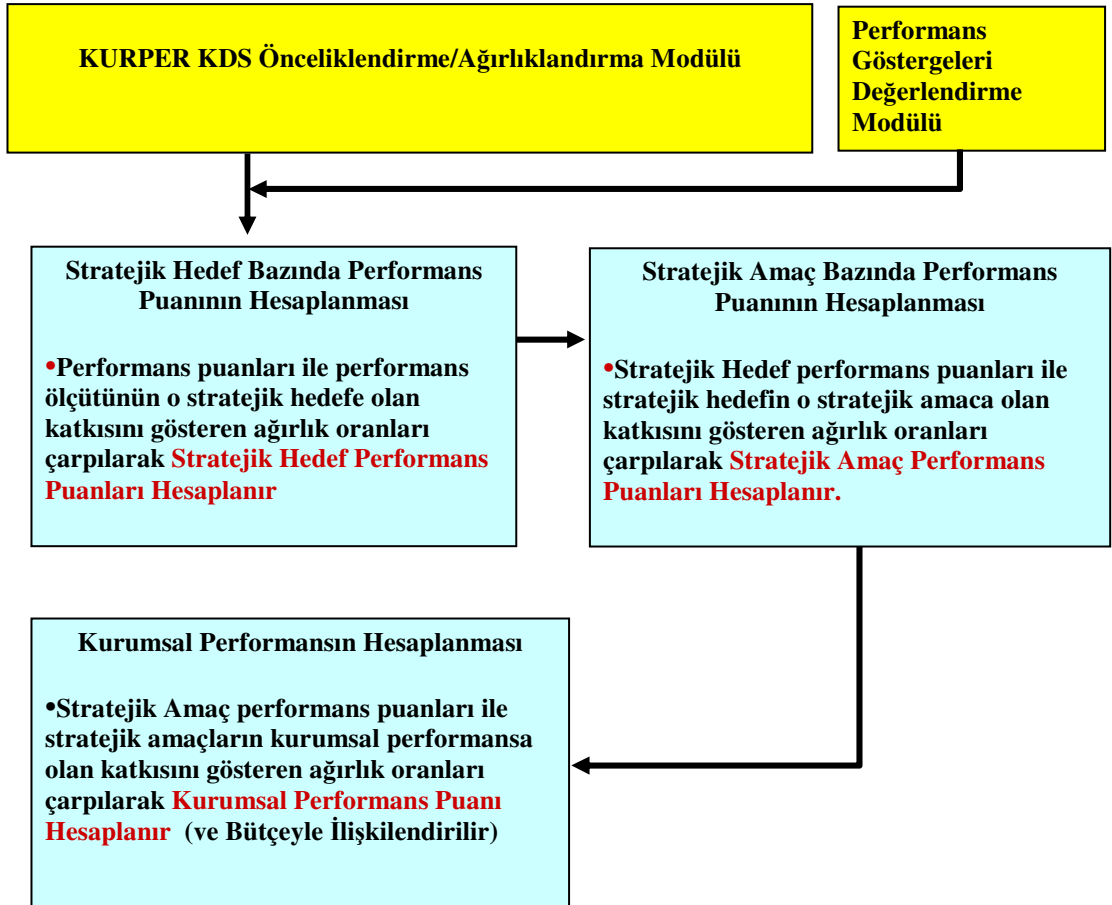 KURPER KDS Önceliklendirme/Ağırlıklandırma Modülü
Performans
Göstergeleri
Değerlendirme
Modülü
Stratejik Hedef Bazında Performans
Puanının Hesaplanması
•Performans puanları ile performans
ölçütünün o stratejik hedefe olan
katkısını gösteren ağırlık oranları
çarpılarak Stratejik Hedef Performans
Puanları Hesaplanır
Stratejik Amaç Bazında Performans
Puanının Hesaplanması
•Stratejik Hedef performans puanları ile
stratejik hedefin o stratejik amaca olan
katkısını gösteren ağırlık oranları
çarpılarak Stratejik Amaç Performans
Puanları Hesaplanır.
Kurumsal Performansın Hesaplanması
•Stratejik Amaç performans puanları ile
stratejik amaçların kurumsal performansa
olan katkısını gösteren ağırlık oranları
çarpılarak Kurumsal Performans Puanı
Hesaplanır (ve Bütçeyle İlişkilendirilir)